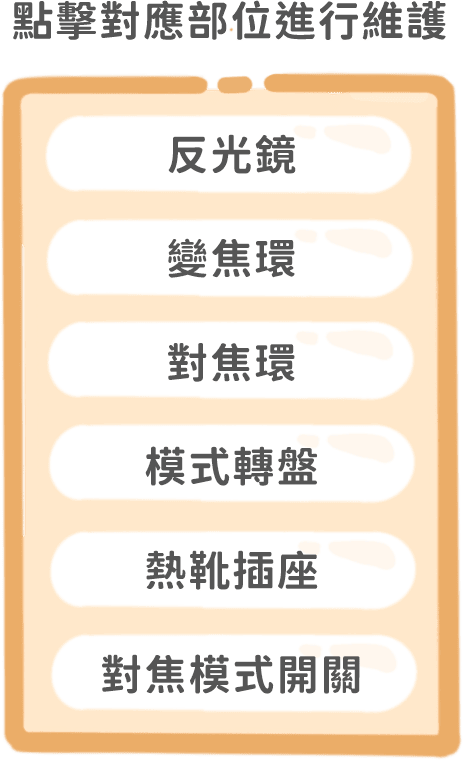 點擊對應部位進行維護
反光鏡
變焦環
對焦環
模式轉盤
熱靴插座
對焦模式開關